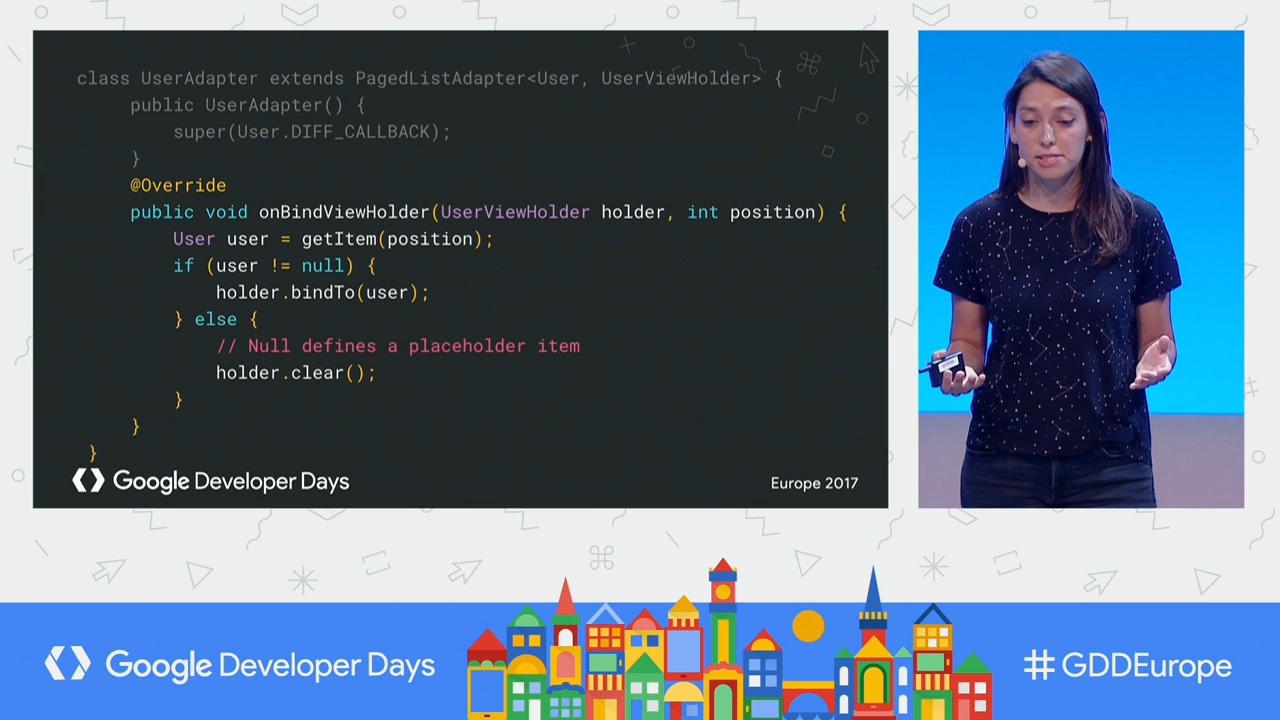 class UserAdapter extends PagedListAdapter<User, UserViewHolder> {
public UserAdapter() {
super(User.DIFF_CALLBACK);
}
@Override
public void onBindViewHolder(UserViewHolder holder, int position) {
User user = getItem(position);
if (user != null) {
holder.bindTo(user);
} else {
// Null defines a placeholder item
holder.clear();
}
}
}
Google Developer Days
Europe 2017
Google Developer Days
#GDDEurope